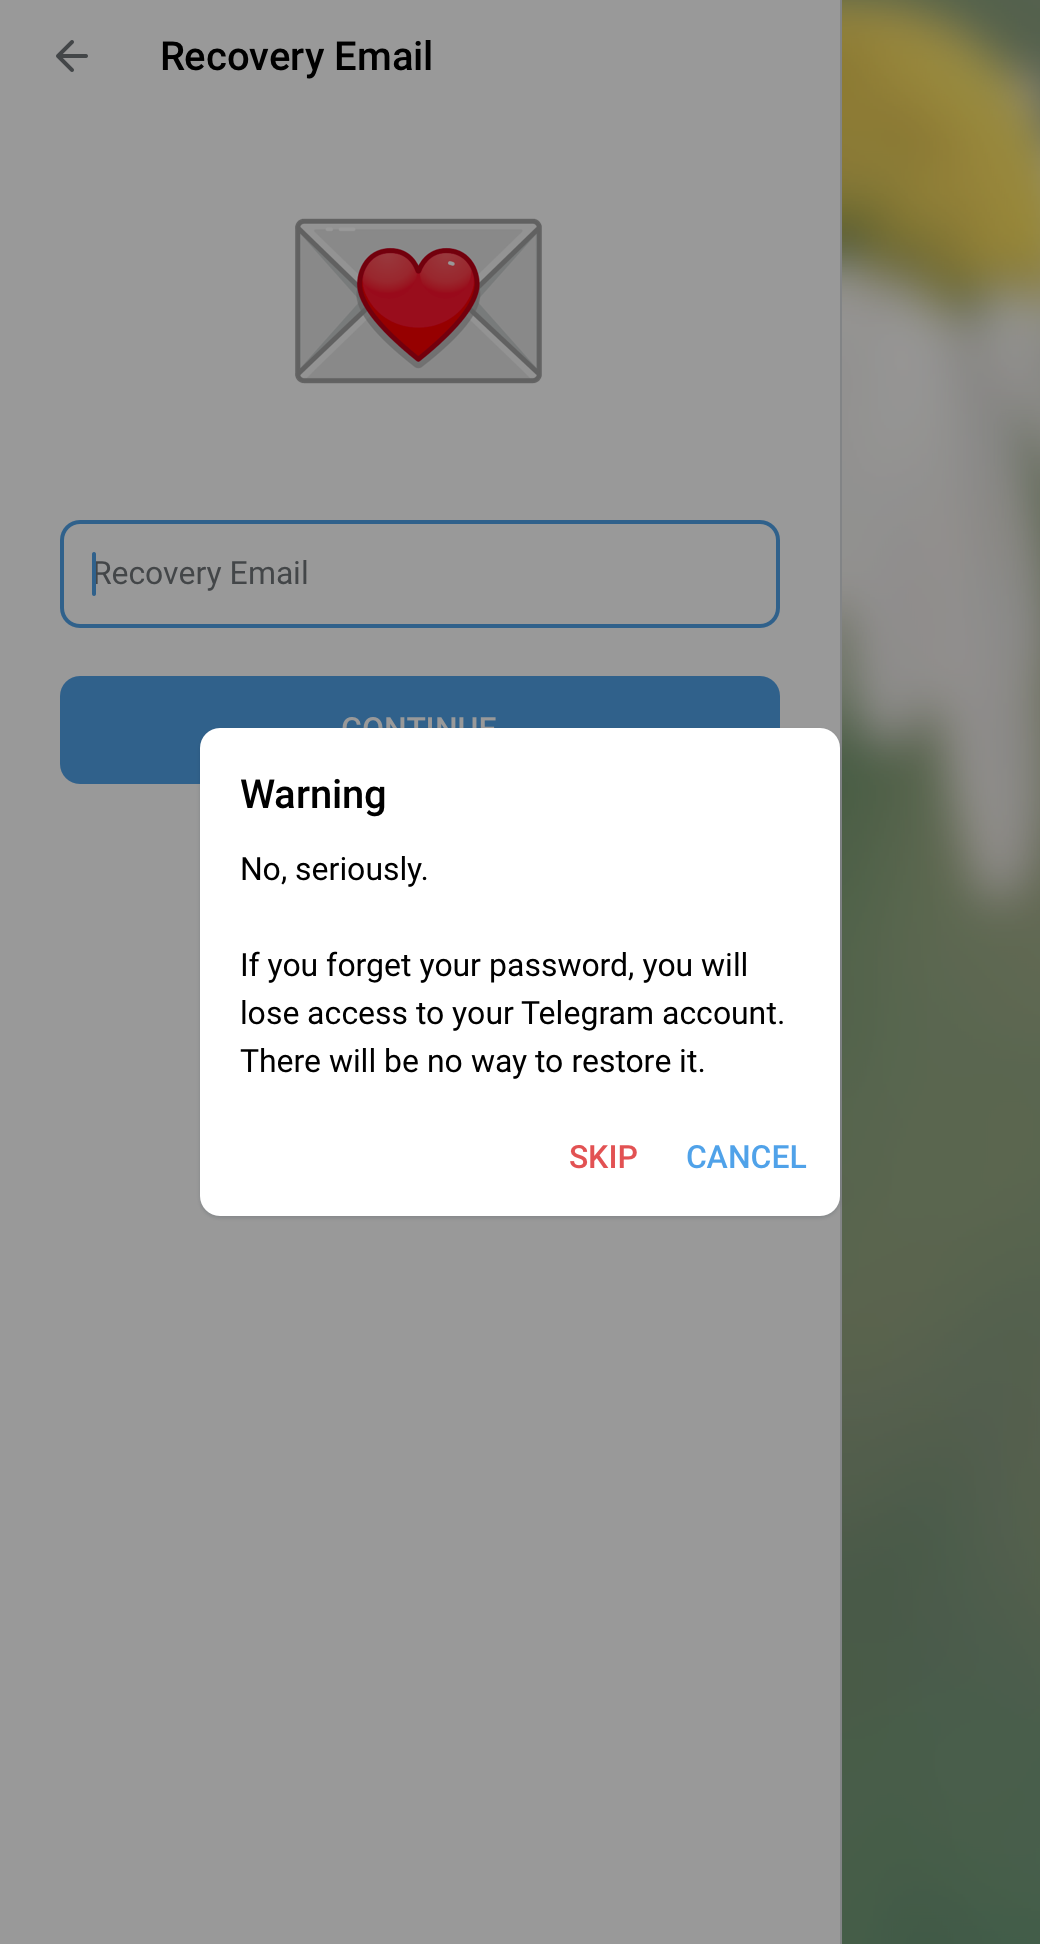 Recovery Email
Recovery Email
CONTINUE
Warning
No, seriously.
If you forget your password, you will
lose access to your Telegram account.
There will be no way to restore it.
SKIP CANCEL